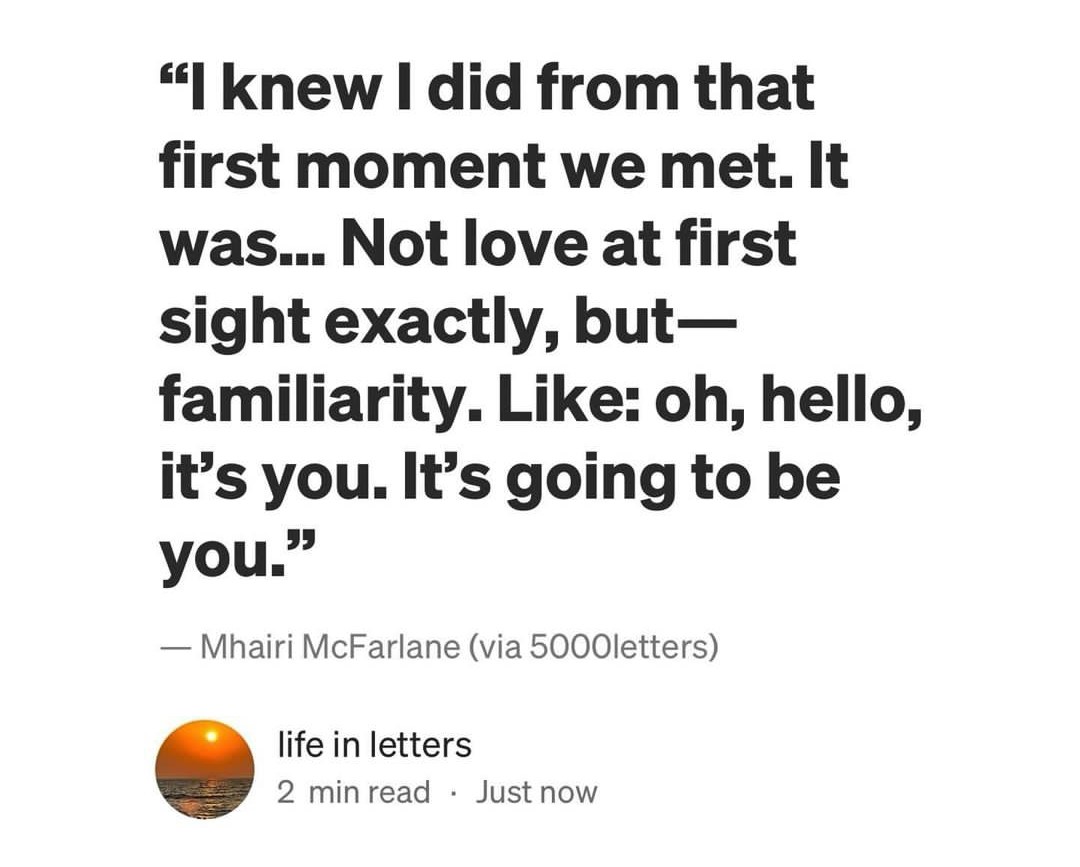 “I knew I did from that
first moment we met. It
was... Not love at first
sight exactly, but—
familiarity. Like: oh, hello,
it’s you. It’s going to be
you.”
— Mhairi McFarlane (via 5000letters)
life in letters
2 min read · Just now